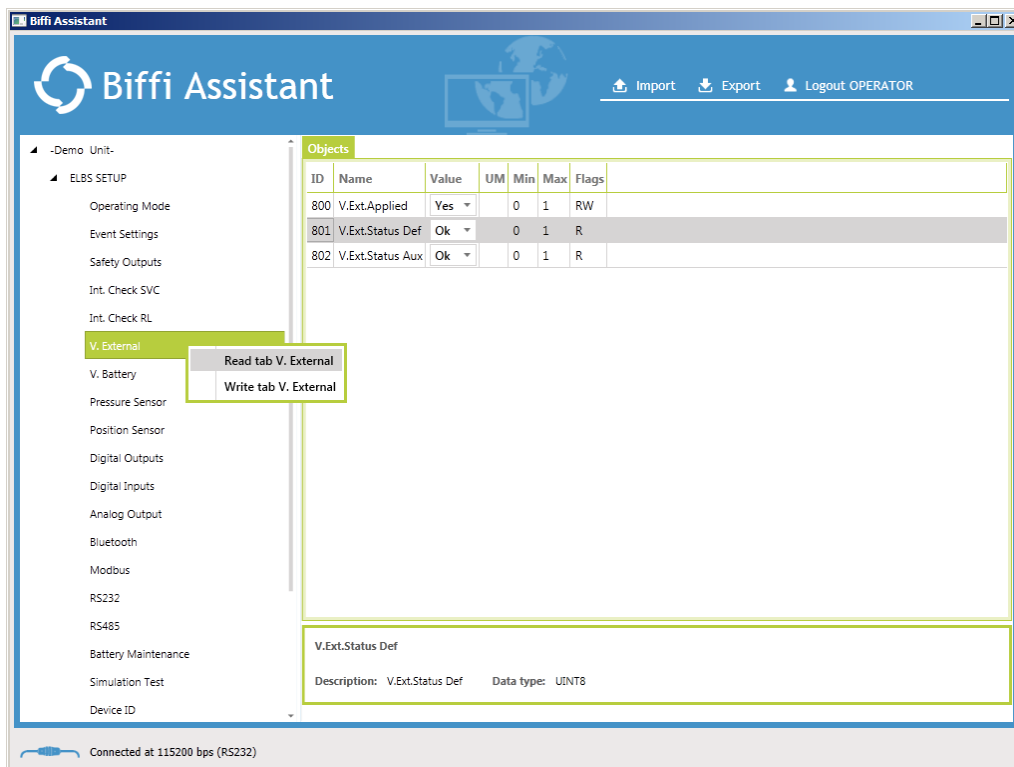 Biffi Assistant
Biffi Assistant
Import Export Logout OPERATOR
-Demo Unit-
ELBS SETUP
Operating Mode
Event Settings
Safety Outputs
Int. Check SVC
Int. Check RL
V. External
V. Battery
Pressure Sensor
Position Sensor
Digital Outputs
Digital Inputs
Analog Output
Bluetooth
Modbus
RS232
RS485
Battery Maintenance
Simulation Test
Device ID
Read tab V. External
Write tab V. External
Objects
ID Name Value UM Min Max Flags
800 V.Ext.Applied Yes 0 1 RW
801 V.Ext.Status Def Ok 0 1 R
802 V.Ext.Status Aux Ok 0 1 R
V.Ext.Status Def
Description: V.Ext.Status Def Data type: UINT8
Connected at 115200 bps (RS232)